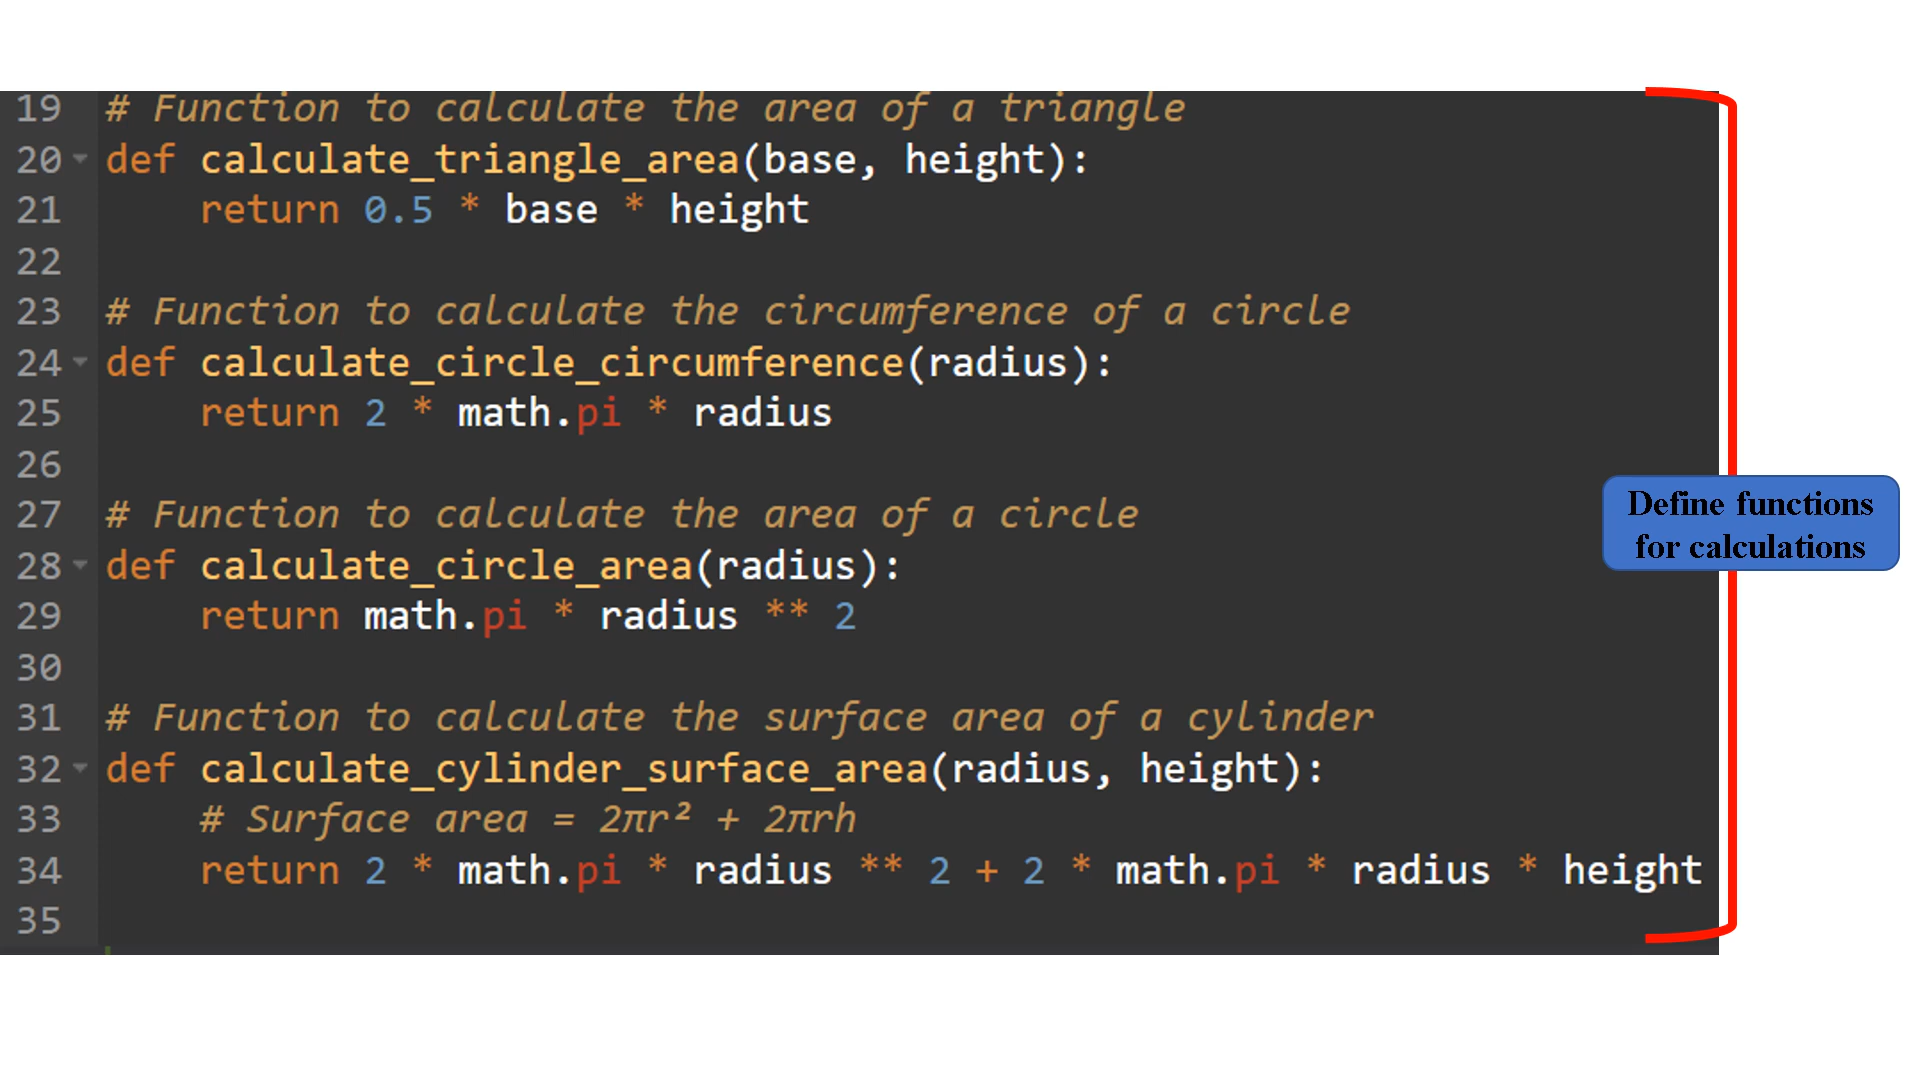 19 # Function to calculate the area of a triangle
20 def calculate_triangle_area(base, height):
21     return 0.5 * base * height
22
23 # Function to calculate the circumference of a circle
24 def calculate_circle_circumference(radius):
25     return 2 * math.pi * radius
26
27 # Function to calculate the area of a circle
28 def calculate_circle_area(radius):
29     return math.pi * radius ** 2
30
31 # Function to calculate the surface area of a cylinder
32 def calculate_cylinder_surface_area(radius, height):
33     # Surface area = 2πr² + 2πrh
34     return 2 * math.pi * radius ** 2 + 2 * math.pi * radius * height
35
Define functions
for calculations